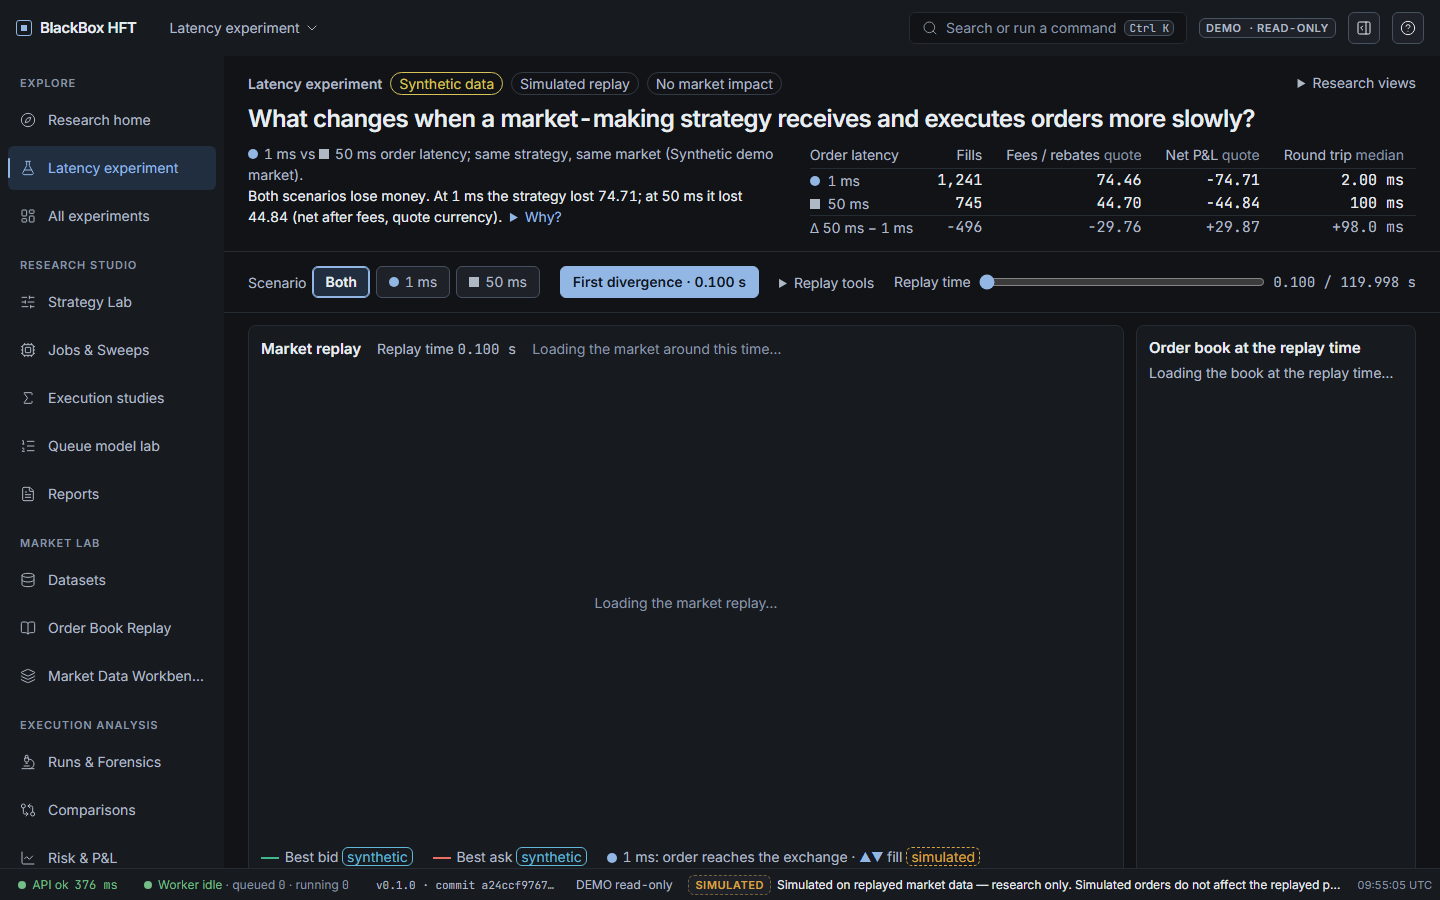 BlackBox HFT
Latency experiment
Search or run a command Ctrl K
DEMO · READ-ONLY
EXPLORE
Research home
Latency experiment
All experiments
RESEARCH STUDIO
Strategy Lab
Jobs & Sweeps
Execution studies
Queue model lab
Reports
MARKET LAB
Datasets
Order Book Replay
Market Data Workben...
EXECUTION ANALYSIS
Runs & Forensics
Comparisons
Risk & P&L
Latency experiment Synthetic data Simulated replay No market impact
Research views
What changes when a market-making strategy receives and executes orders more slowly?
1 ms vs 50 ms order latency; same strategy, same market (Synthetic demo
market).
Both scenarios lose money. At 1 ms the strategy lost 74.71; at 50 ms it lost
44.84 (net after fees, quote currency). Why?
Order latency Fills Fees / rebates quote Net P&L quote Round trip median
1 ms 1,241 74.46 -74.71 2.00 ms
50 ms 745 44.70 -44.84 100 ms
Δ 50 ms − 1 ms -496 -29.76 +29.87 +98.0 ms
Scenario Both 1 ms 50 ms First divergence · 0.100 s Replay tools Replay time 0.100 / 119.998 s
Market replay Replay time 0.100 s Loading the market around this time...
Loading the market replay...
Best bid synthetic Best ask synthetic 1 ms: order reaches the exchange · ▲▼ fill simulated
Order book at the replay time
Loading the book at the replay time...
API ok 376 ms Worker idle · queued 0 · running 0 v0.1.0 · commit a24ccf9767… DEMO read-only SIMULATED Simulated on replayed market data — research only. Simulated orders do not affect the replayed p... 09:55:05 UTC